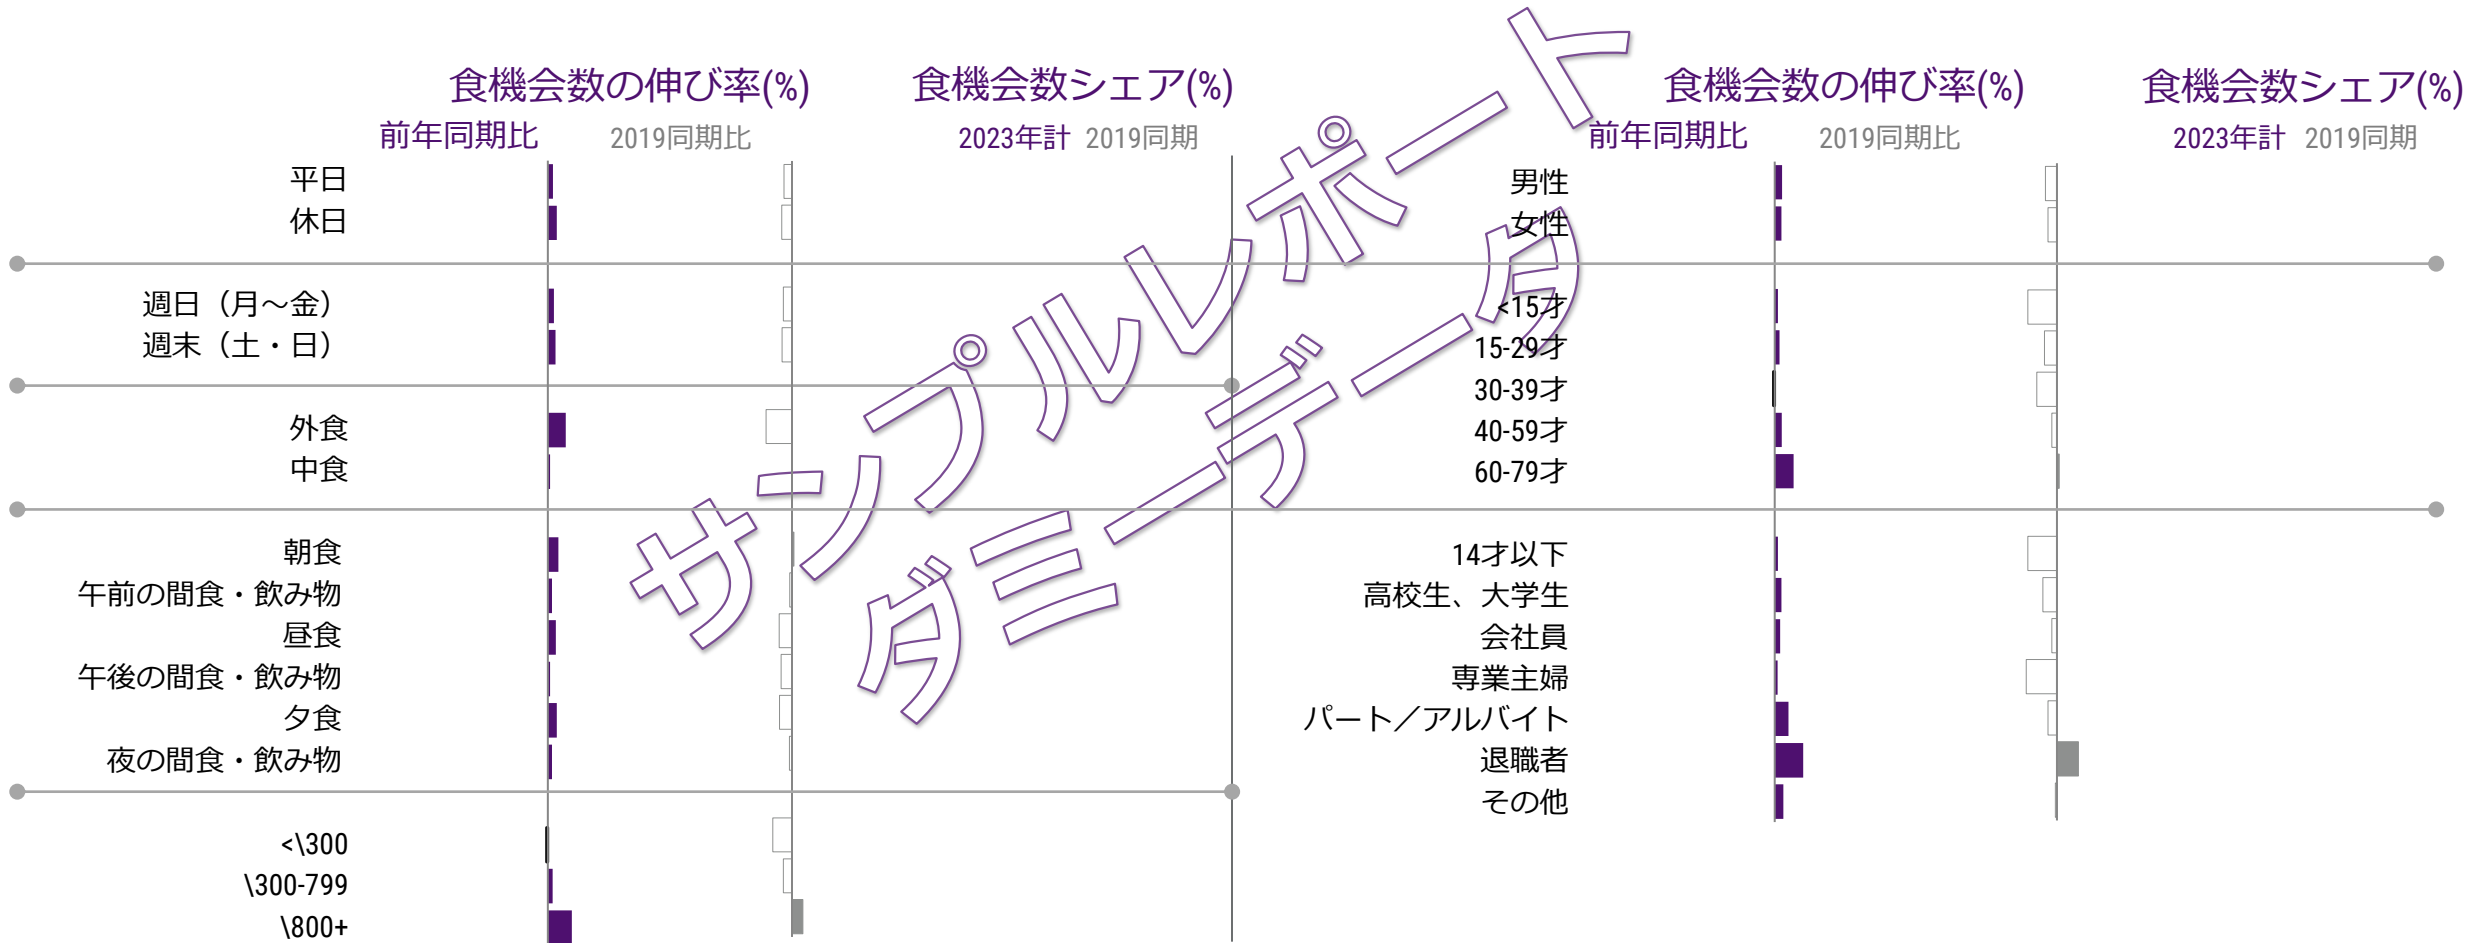 食機会数の伸び率(%) 食機会数シェア(%)
前年同期比 2019同期比 2023年計 2019同期
平日
休日
週日（月～金）
週末（土・日）
外食
中食
朝食
午前の間食・飲み物
昼食
午後の間食・飲み物
夕食
夜の間食・飲み物
<\300
\300-799
\800+
食機会数の伸び率(%) 食機会数シェア(%)
前年同期比 2019同期比 2023年計 2019同期
男性
女性
<15才
15-29才
30-39才
40-59才
60-79才
14才以下
高校生、大学生
会社員
専業主婦
パート／アルバイト
退職者
その他
サンプルレポート
ダミーデータ